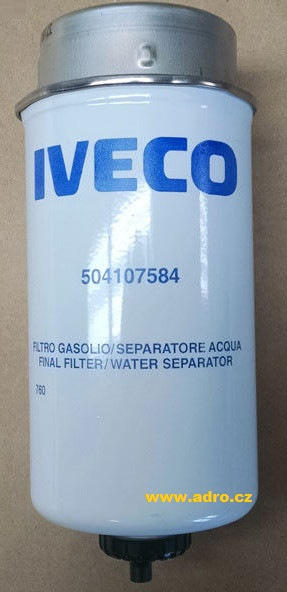 IVECO
504107584
FILTRO GASOLIO/SEPARATORE ACQUA
FINAL FILTER/WATER SEPARATOR
760
www.adro.cz